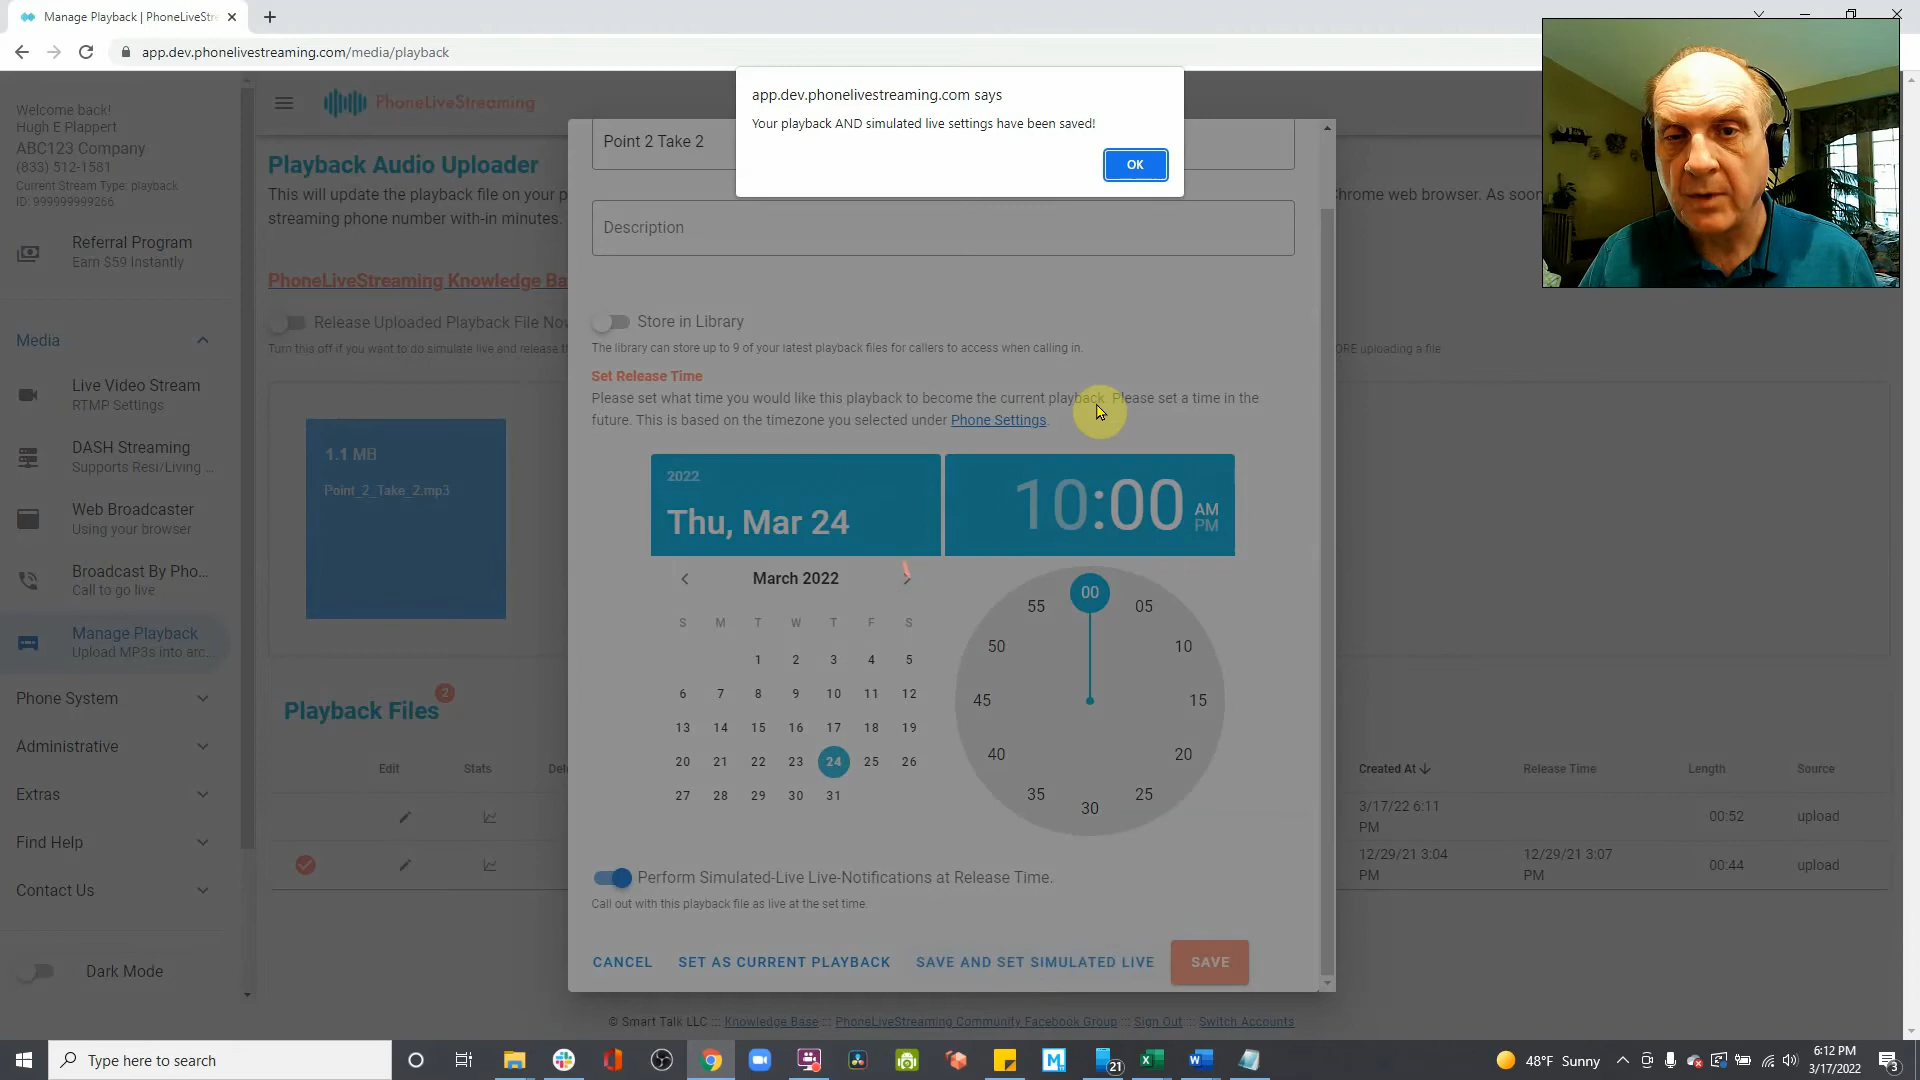 Manage Playback | PhoneLiveStre
app.dev.phonelivestreaming.com/media/playback
Welcome back!
Hugh E Plappert
ABC123 Company
(833) 512-1581
Current Stream Type: playback
ID: 999999999266
Referral Program
Earn $59 Instantly
Media
Live Video Stream
RTMP Settings
DASH Streaming
Supports Resi/Living ...
Web Broadcaster
Using your browser
Broadcast By Pho...
Call to go live
Manage Playback
Upload MP3s into arc...
Phone System
Administrative
Extras
Find Help
Contact Us
Dark Mode
PhoneLiveStreaming
Playback Audio Uploader
This will update the playback file on your p
hrome web browser. As soon
streaming phone number with-in minutes.
PhoneLiveStreaming Knowledge Ba
Release Uploaded Playback File Nov
Turn this off if you want to do simulate live and release th
ORE uploading a file
1.1 MB
Point_2_Take_2.mp3
Playback Files
2
Edit
Stats
Del
Created At
Release Time
Length
Source
3/17/22 6:11
PM
00:52
upload
12/29/21 3:04
PM
12/29/21 3:07
PM
00:44
upload
app.dev.phonelivestreaming.com says
Your playback AND simulated live settings have been saved!
OK
Point 2 Take 2
Description
Store in Library
The library can store up to 9 of your latest playback files for callers to access when calling in.
Set Release Time
Please set what time you would like this playback to become the current playback. Please set a time in the
future. This is based on the timezone you selected under Phone Settings.
2022
Thu, Mar 24
10:00
AM
PM
March 2022
S M T W T F S
1 2 3 4 5
6 7 8 9 10 11 12
13 14 15 16 17 18 19
20 21 22 23 24 25 26
27 28 29 30 31
00
55 05
50 10
45 15
40 20
35 25
30
Perform Simulated-Live Live-Notifications at Release Time.
Call out with this playback file as live at the set time.
CANCEL
SET AS CURRENT PLAYBACK
SAVE AND SET SIMULATED LIVE
SAVE
© Smart Talk LLC ::: Knowledge Base ::: PhoneLiveStreaming Community Facebook Group ::: Sign Out ::: Switch Accounts
Type here to search
21
48°F Sunny
6:12 PM
3/17/2022
3